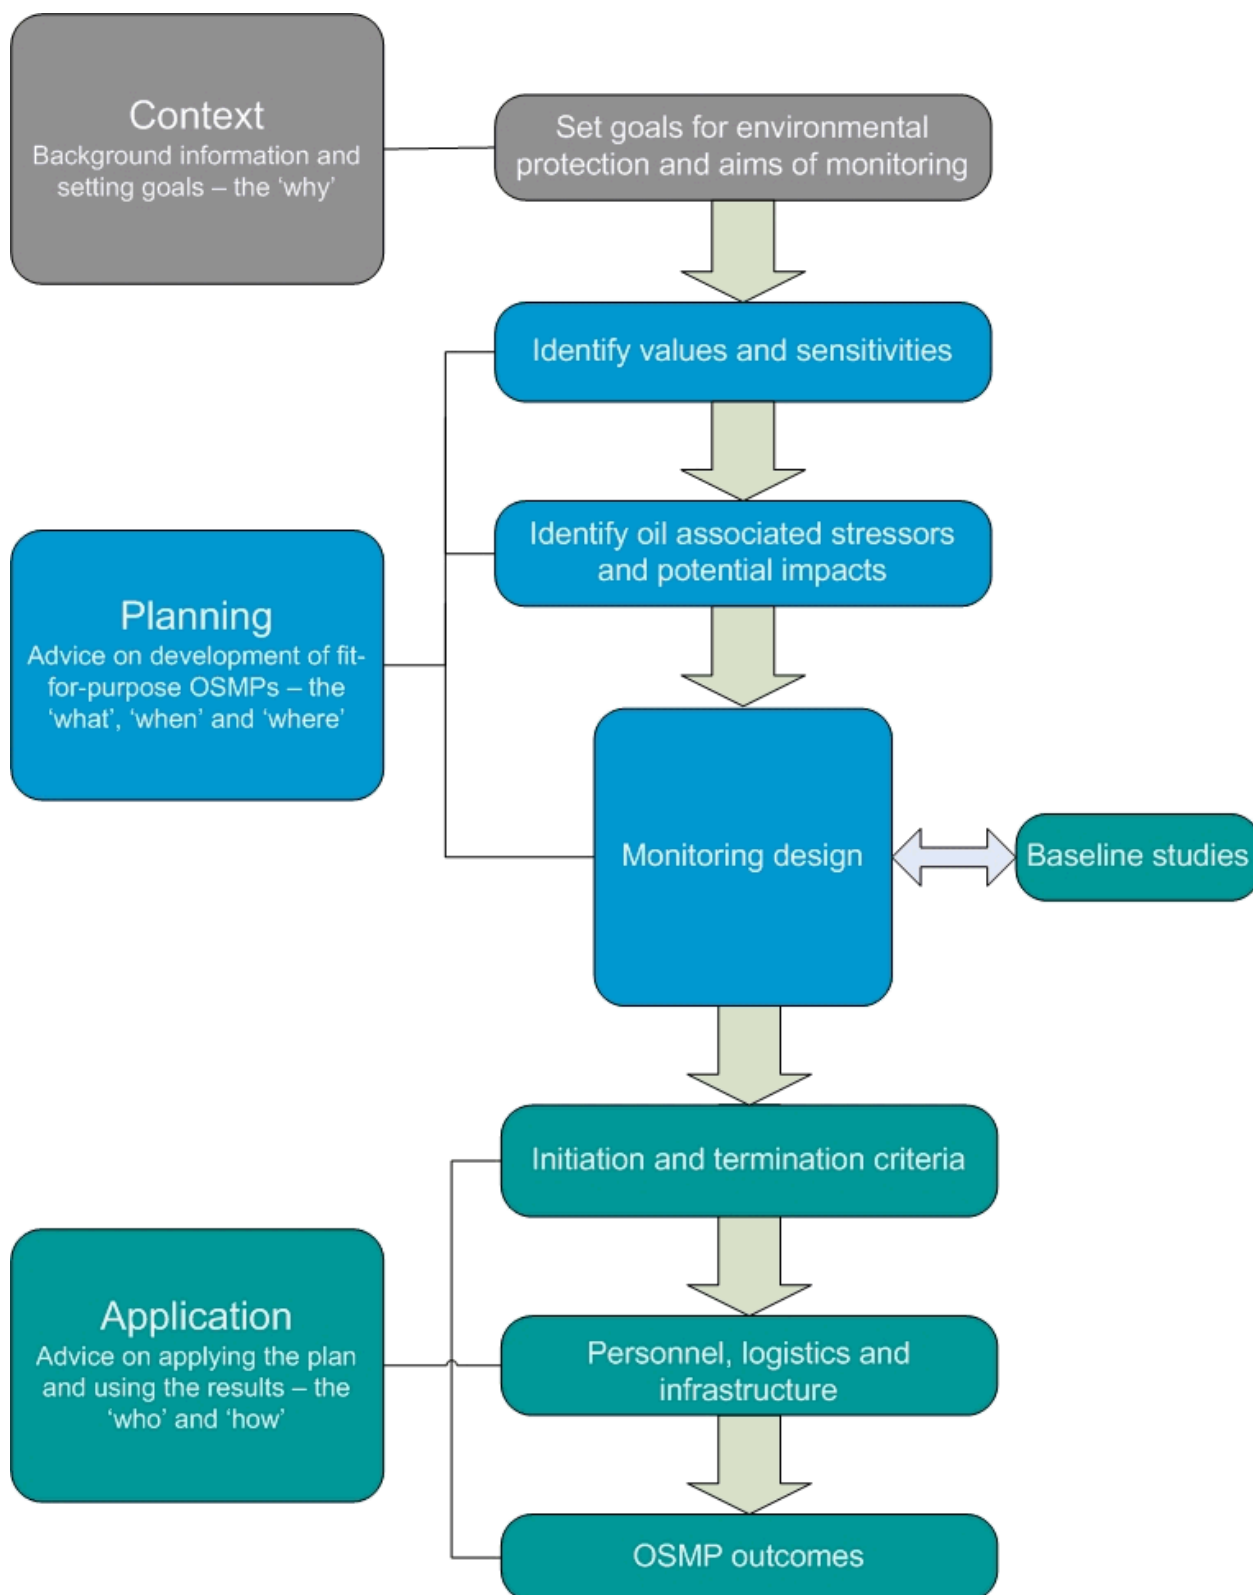 Context
Background information and
setting goals – the ‘why’
Set goals for environmental
protection and aims of monitoring
Identify values and sensitivities
Identify oil associated stressors
and potential impacts
Planning
Advice on development of fit-
for-purpose OSMPs – the
‘what’, ‘when’ and ‘where’
Monitoring design
Baseline studies
Initiation and termination criteria
Application
Advice on applying the plan
and using the results – the
‘who’ and ‘how’
Personnel, logistics and
infrastructure
OSMP outcomes